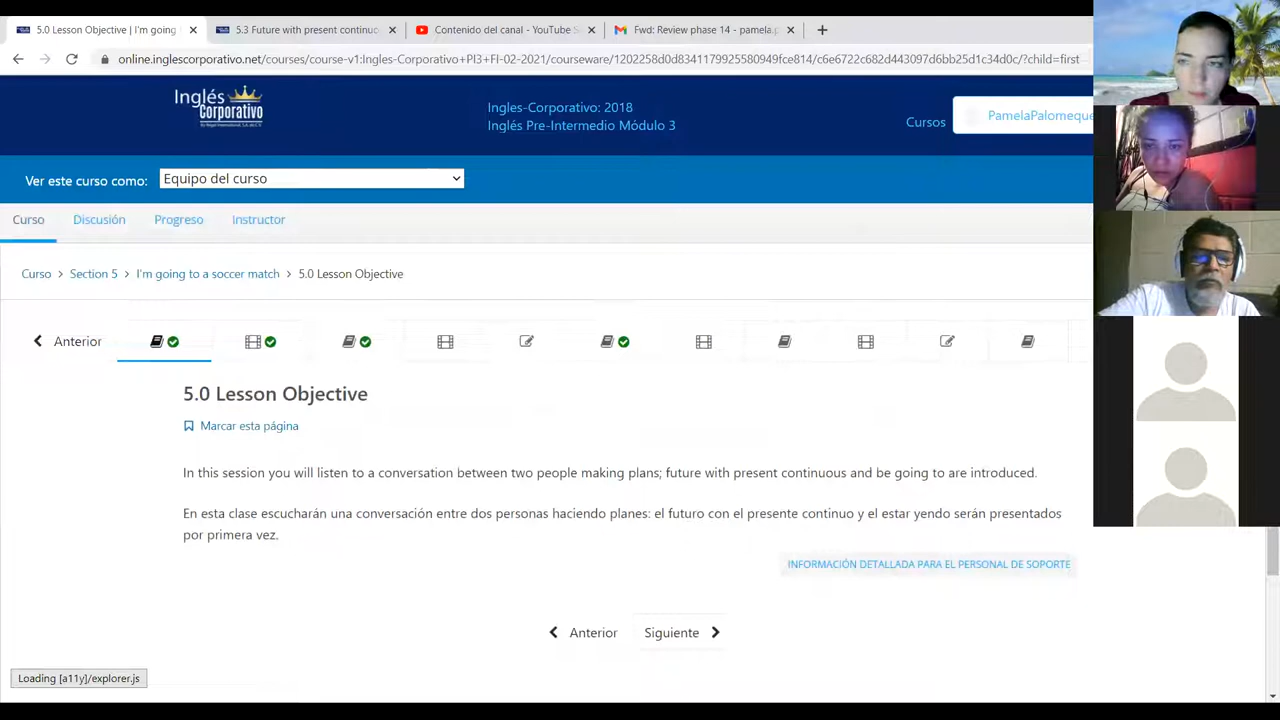 5.0 Lesson Objective | I'm going
5.3 Future with present continuo
Contenido del canal - YouTube S
Fwd: Review phase 14 - pamela.p
online.inglescorporativo.net/courses/course-v1:Ingles-Corporativo+PI3+FI-02-2021/courseware/1202258d0d8341179925580949fce814/c6e6722c682d443097d6bb25d1c34d0c/?child=first
Inglés
Corporativo
Ingles-Corporativo: 2018
Inglés Pre-Intermedio Módulo 3
Cursos
PamelaPalomeque
Ver este curso como:
Equipo del curso
Curso
Discusión
Progreso
Instructor
Curso > Section 5 > I'm going to a soccer match > 5.0 Lesson Objective
Anterior
5.0 Lesson Objective
Marcar esta página
In this session you will listen to a conversation between two people making plans; future with present continuous and be going to are introduced.
En esta clase escucharán una conversación entre dos personas haciendo planes: el futuro con el presente continuo y el estar yendo serán presentados
por primera vez.
INFORMACIÓN DETALLADA PARA EL PERSONAL DE SOPORTE
Anterior
Siguiente
Loading [a11y]/explorer.js